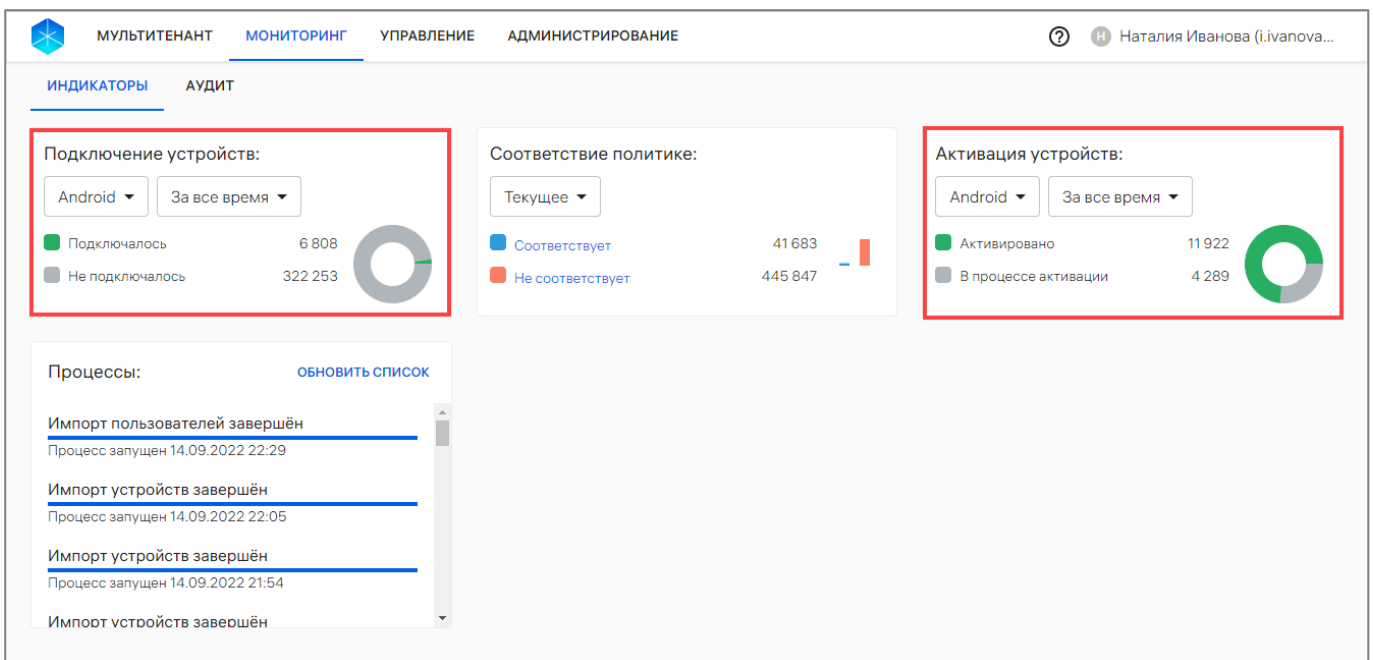 МУЛЬТИТЕНАНТ МОНИТОРИНГ УПРАВЛЕНИЕ АДМИНИСТРИРОВАНИЕ ? Н Наталия Иванова (i.ivanova...
ИНДИКАТОРЫ АУДИТ
Подключение устройств:
Android За все время
Подключалось 6 808
Не подключалось 322 253
Соответствие политике:
Текущее
Соответствует 41 683
Не соответствует 445 847
Активация устройств:
Android За все время
Активировано 11 922
В процессе активации 4 289
Процессы: ОБНОВИТЬ СПИСОК
Импорт пользователей завершён
Процесс запущен 14.09.2022 22:29
Импорт устройств завершён
Процесс запущен 14.09.2022 22:05
Импорт устройств завершён
Процесс запущен 14.09.2022 21:54
Импорт устройств завершён